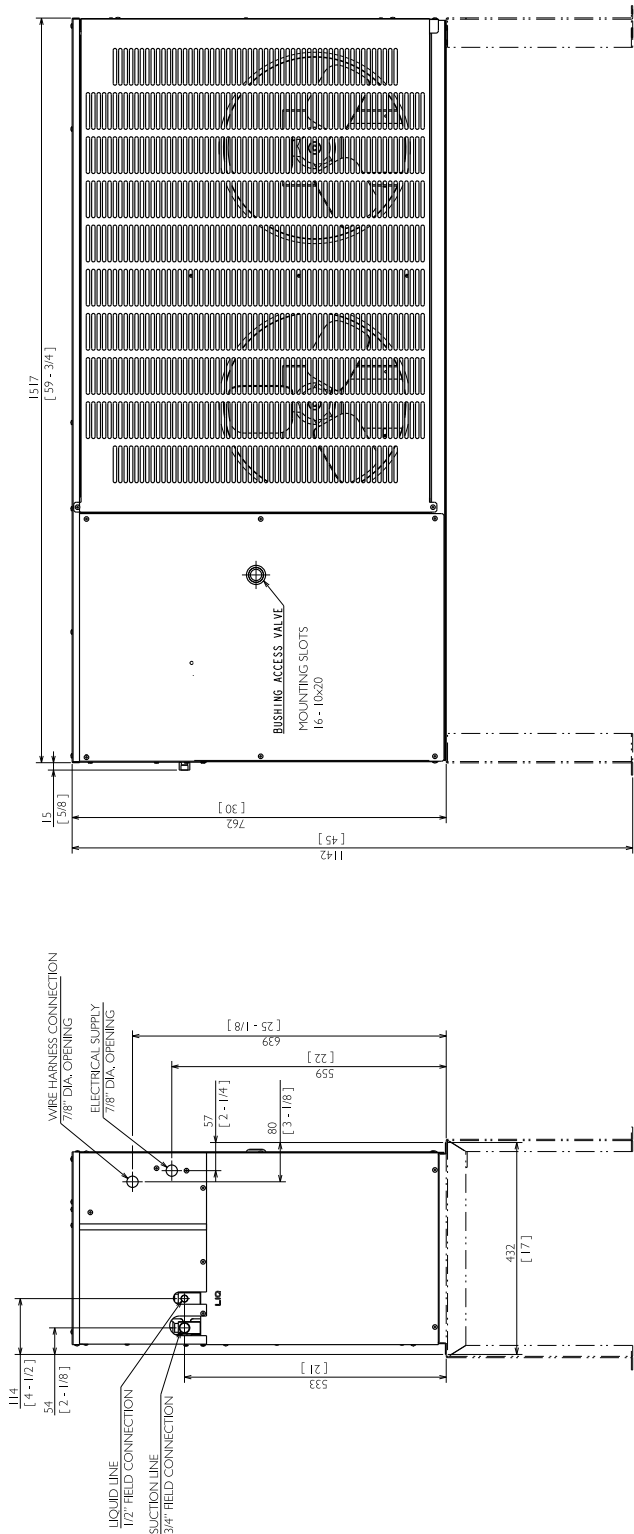 1517
[ 59 - 3/4 ]
BUSHING ACCESS VALVE
MOUNTING SLOTS
16 - 10x20
15
[ 5/8 ]
762
[ 30 ]
1142
[ 45 ]
WIRE HARNESS CONNECTION
7/8" DIA. OPENING
ELECTRICAL SUPPLY
7/8" DIA. OPENING
639
[ 25 - 1/8 ]
559
[ 22 ]
57
[ 2 - 1/4 ]
80
[ 3 - 1/8 ]
LIQ
114
[ 4 - 1/2 ]
54
[ 2 - 1/8 ]
LIQUID LINE
1/2" FIELD CONNECTION
SUCTION LINE
3/4" FIELD CONNECTION
533
[ 21 ]
432
[ 17 ]